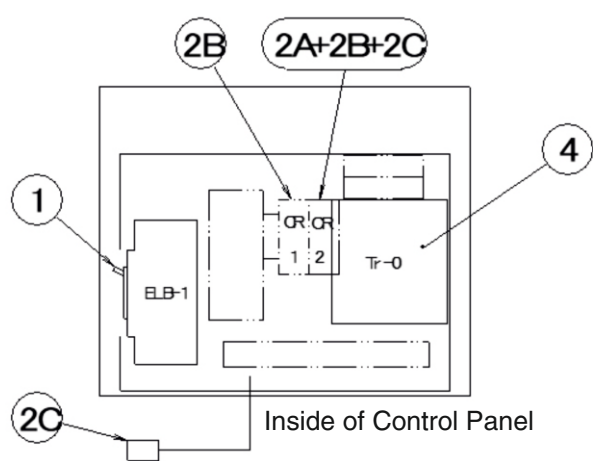 2B
2A+2B+2C
4
1
CR
1
CR
2
Tr-0
ELB-1
2C
Inside of Control Panel